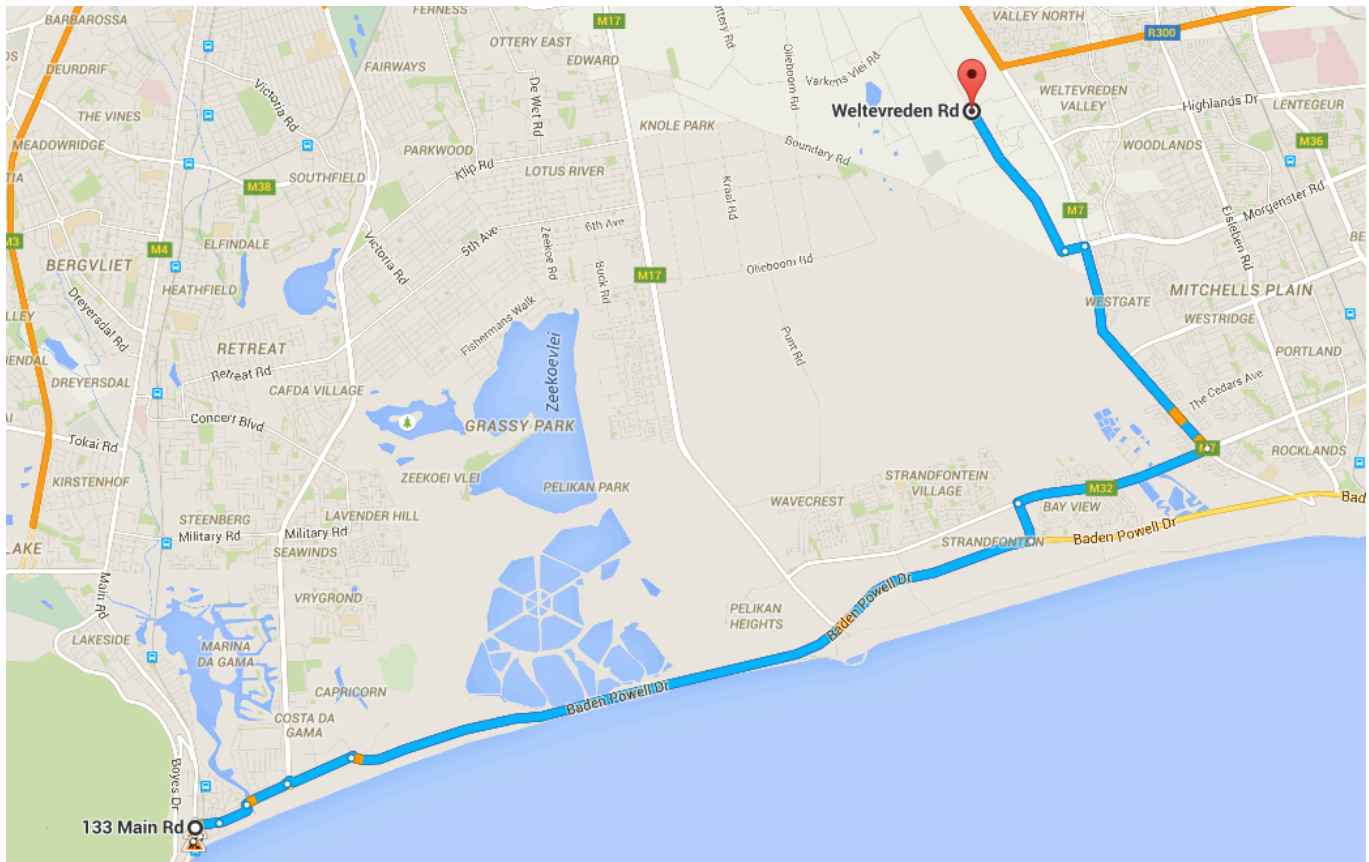 BARBAROSSA
FERNESS
M17
VALLEY NORTH
R300
OTTERY EAST
EDWARD
DEURDRIF
FAIRWAYS
Varkens Vlei Rd
Olieboom Rd
De Wet Rd
Victoria Rd
WELTEVREDEN
VALLEY
Highlands Dr
LENTEGEUR
Weltevreden Rd
THE VINES
KNOLE PARK
MEADOWRIDGE
PARKWOOD
Boundary Rd
WOODLANDS
M36
Klip Rd
LOTUS RIVER
SOUTHFIELD
M38
Kraal Rd
Morgenster Rd
M7
Eisleben Rd
M3
M4
ELFINDALE
Victoria Rd
5th Ave
6th Ave
Zeekoe Rd
Buck Rd
BERGVLIET
M17
Olieboom Rd
HEATHFIELD
MITCHELLS PLAIN
WESTGATE
WESTRIDGE
Dreyersdal Rd
Fishermans Walk
Punt Rd
RETREAT
PORTLAND
Retreat Rd
Zeekoevlei
DREYERSDAL
CAFDA VILLAGE
The Cedars Ave
Concert Blvd
GRASSY PARK
Tokai Rd
M7
ROCKLANDS
KIRSTENHOF
ZEEKOEI VLEI
PELIKAN PARK
STRANDFONTEIN
VILLAGE
M32
WAVECREST
BAY VIEW
Baden Powell Dr
STEENBERG
LAVENDER HILL
Military Rd
Military Rd
SEAWINDS
STRANDFONTEIN
LAKE
Main Rd
VRYGROND
Baden Powell Dr
PELIKAN
HEIGHTS
LAKESIDE
MARINA
DA GAMA
CAPRICORN
Baden Powell Dr
COSTA DA
GAMA
Boyes Dr
133 Main Rd